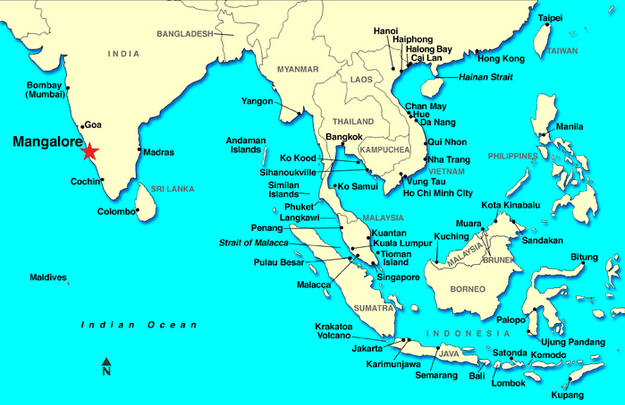 Taipei
TAIWAN
Hanoi
Haiphong
Halong Bay
Cai Lan
Hong Kong
Hainan Strait
BANGLADESH
INDIA
MYANMAR
LAOS
Bombay
(Mumbai)
Yangon
Chan May
Hue
Da Nang
THAILAND
Goa
Mangalore
Bangkok
Manila
Andaman
Islands
KAMPUCHEA
Qui Nhon
Madras
Ko Kood
Nha Trang
PHILIPPINES
Sihanoukville
VIETNAM
Cochin
SRI LANKA
Similan
Islands
Ko Samui
Vung Tau
Ho Chi Minh City
Colombo
Phuket
Langkawi
MALAYSIA
Kota Kinabalu
Penang
Kuantan
Muara
Strait of Malacca
Kuala Lumpur
Kuching
Sandakan
Pulau Besar
Tioman
Island
MALAYSIA
BRUNEI
Bitung
Maldives
Malacca
Singapore
BORNEO
SUMATRA
Indian Ocean
Krakatoa
Volcano
INDONESIA
Palopo
Ujung Pandang
Jakarta
JAVA
Satonda
Komodo
N
Karimunjawa
Semarang
Bali
Lombok
Kupang